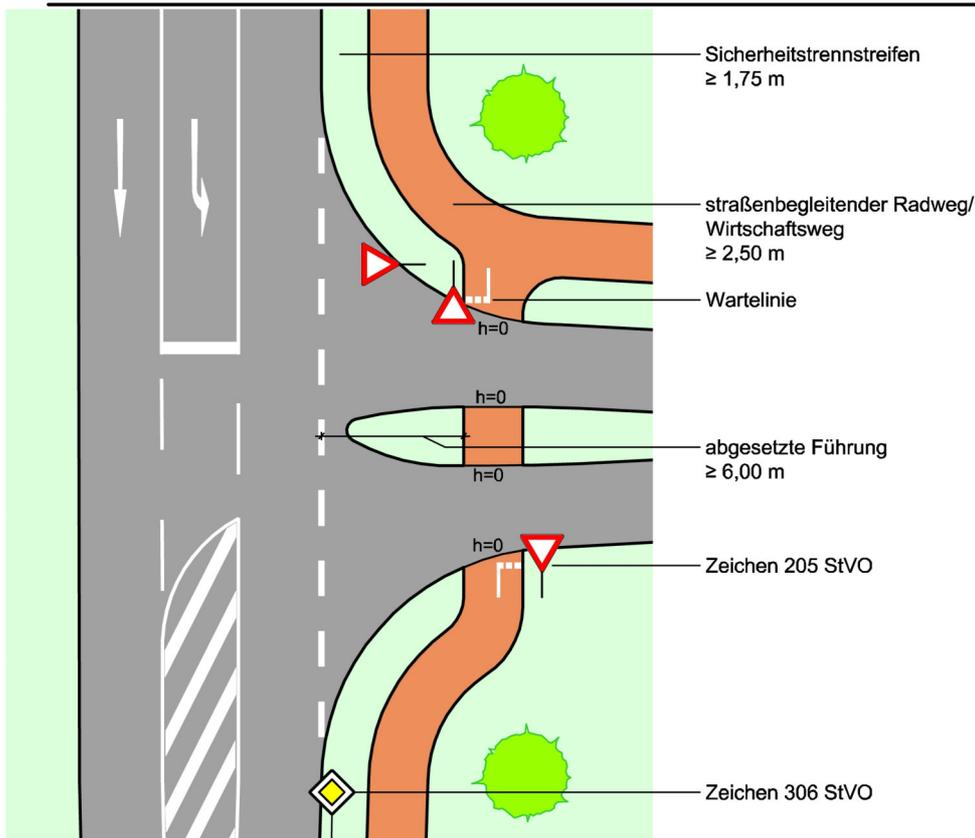 Sicherheitstrennstreifen
≥ 1,75 m
straßenbegleitender Radweg/
Wirtschaftsweg
≥ 2,50 m
Wartelinie
h=0
h=0
abgesetzte Führung
≥ 6,00 m
h=0
h=0
Zeichen 205 StVO
Zeichen 306 StVO